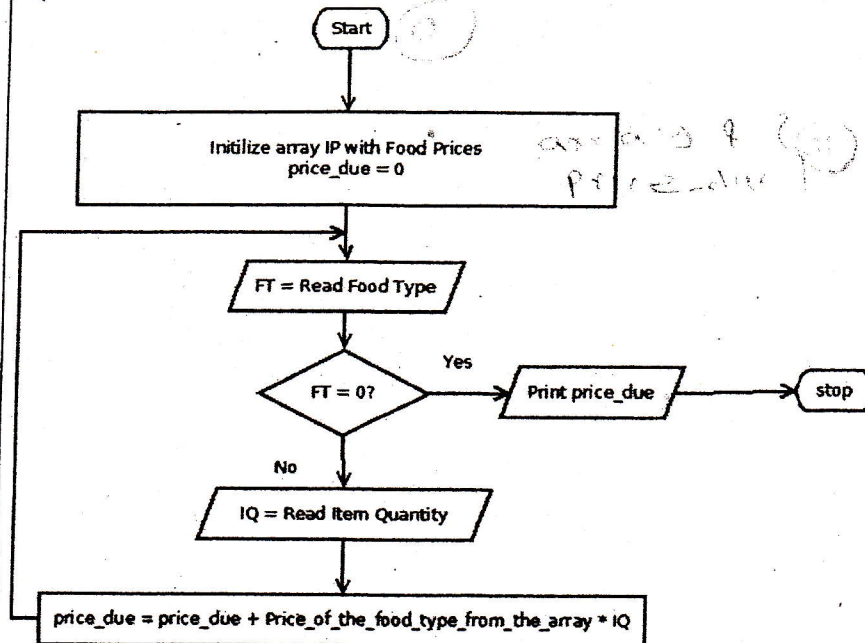 Start
Initilize array IP with Food Prices
price_due = 0
FT = Read Food Type
FT = 0?
Yes
Print price_due
stop
No
IQ = Read Item Quantity
price_due = price_due + Price_of_the_food_type_from_the_array * IQ